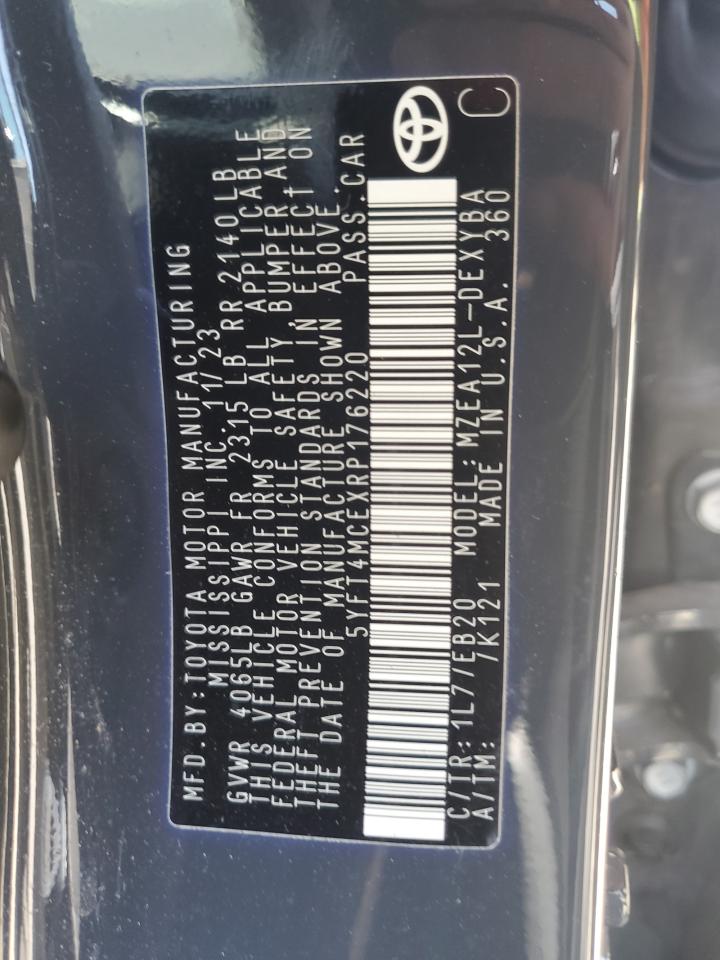 MFD.BY:TOYOTA MOTOR MANUFACTURING
MISSISSIPPI INC. 11/23
GVWR 4065LB GAWR FR 2315 LB RR 2140LB
THIS VEHICLE CONFORMS TO ALL APPLICABLE
FEDERAL MOTOR VEHICLE SAFETY, BUMPER AND
THEFT PREVENTION STANDARDS IN EFFECT ON
THE DATE OF MANUFACTURE SHOWN ABOVE.
5YFT4MCEXRP176220 PASS.CAR
C/TR:1L7/EB20 MODEL:MZEA12L-DEXYBA
A/TM: /K121 MADE IN U.S.A. 360
C